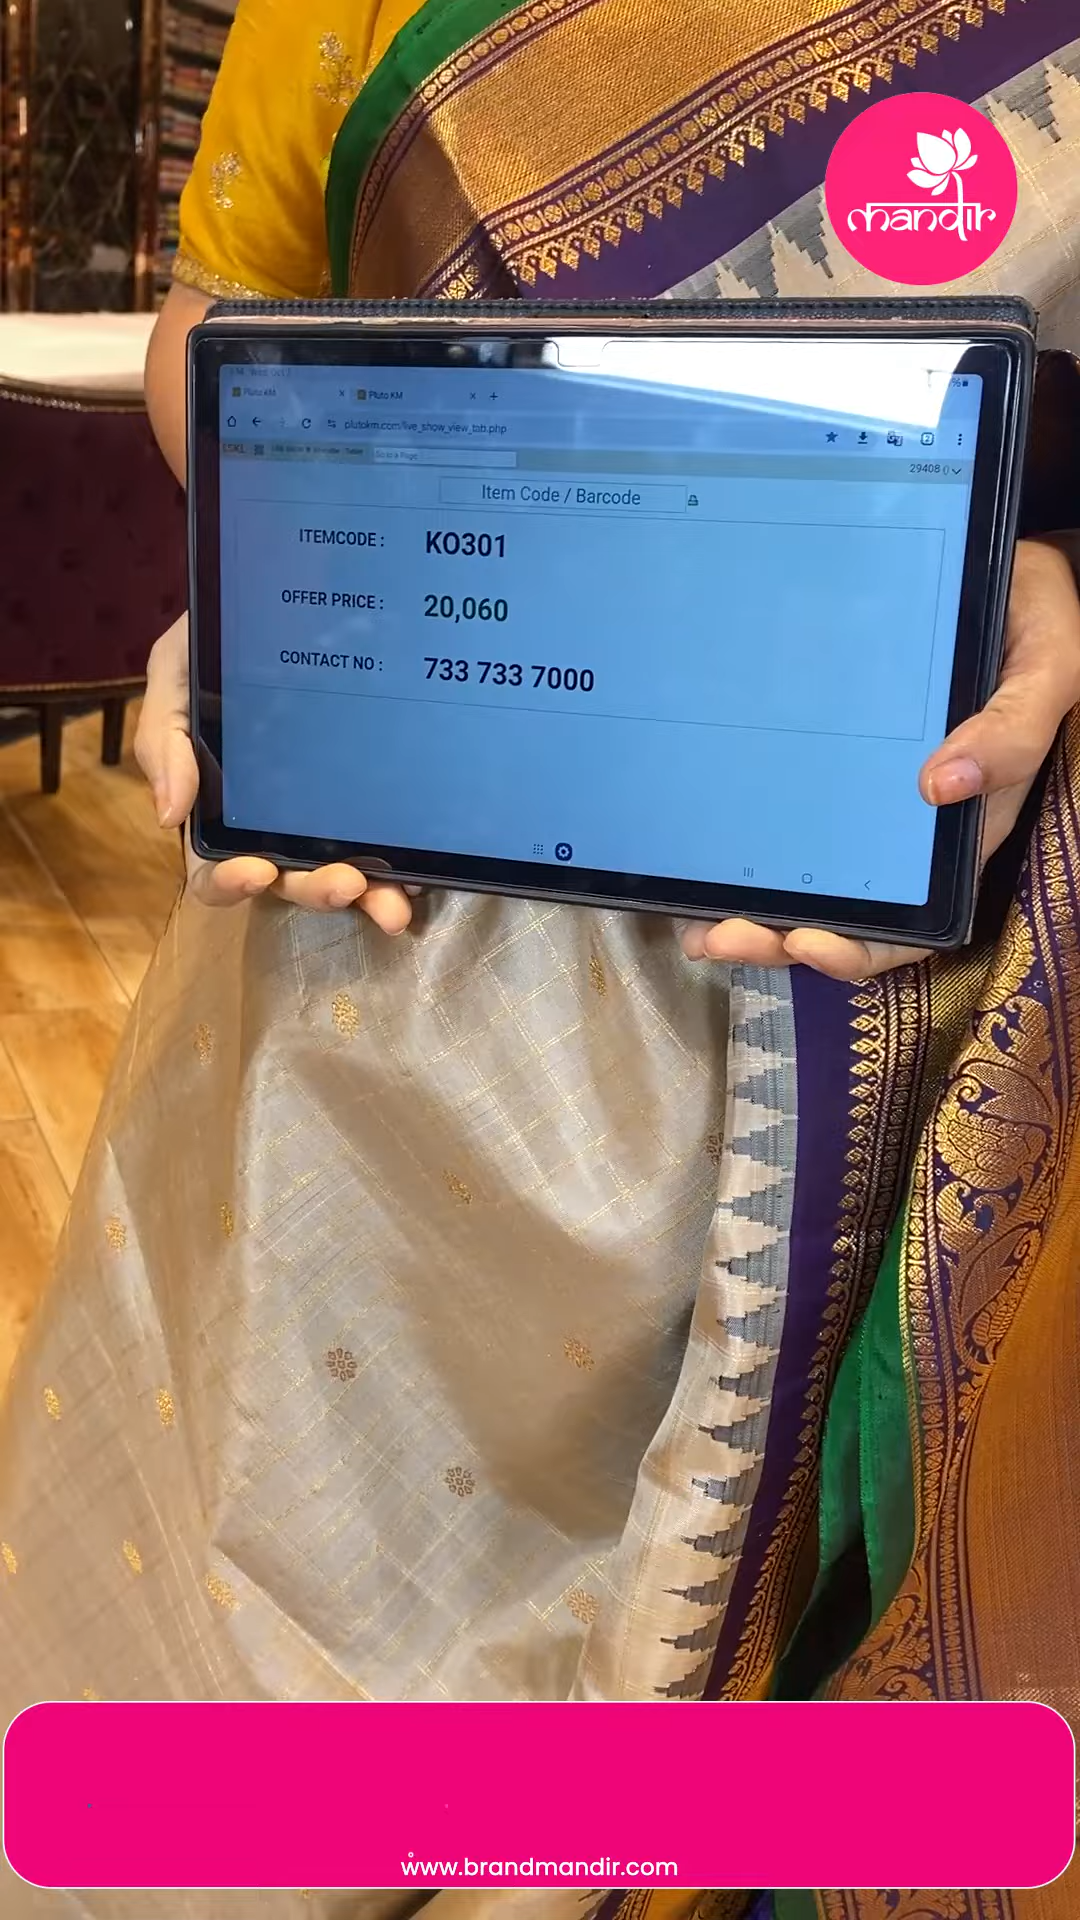 mandir
Pluto KM
Pluto KM
plutokm.com/live_show_view_tab.php
29408 ()
Item Code / Barcode
ITEMCODE : KO301
OFFER PRICE : 20,060
CONTACT NO : 733 733 7000
www.brandmandir.com